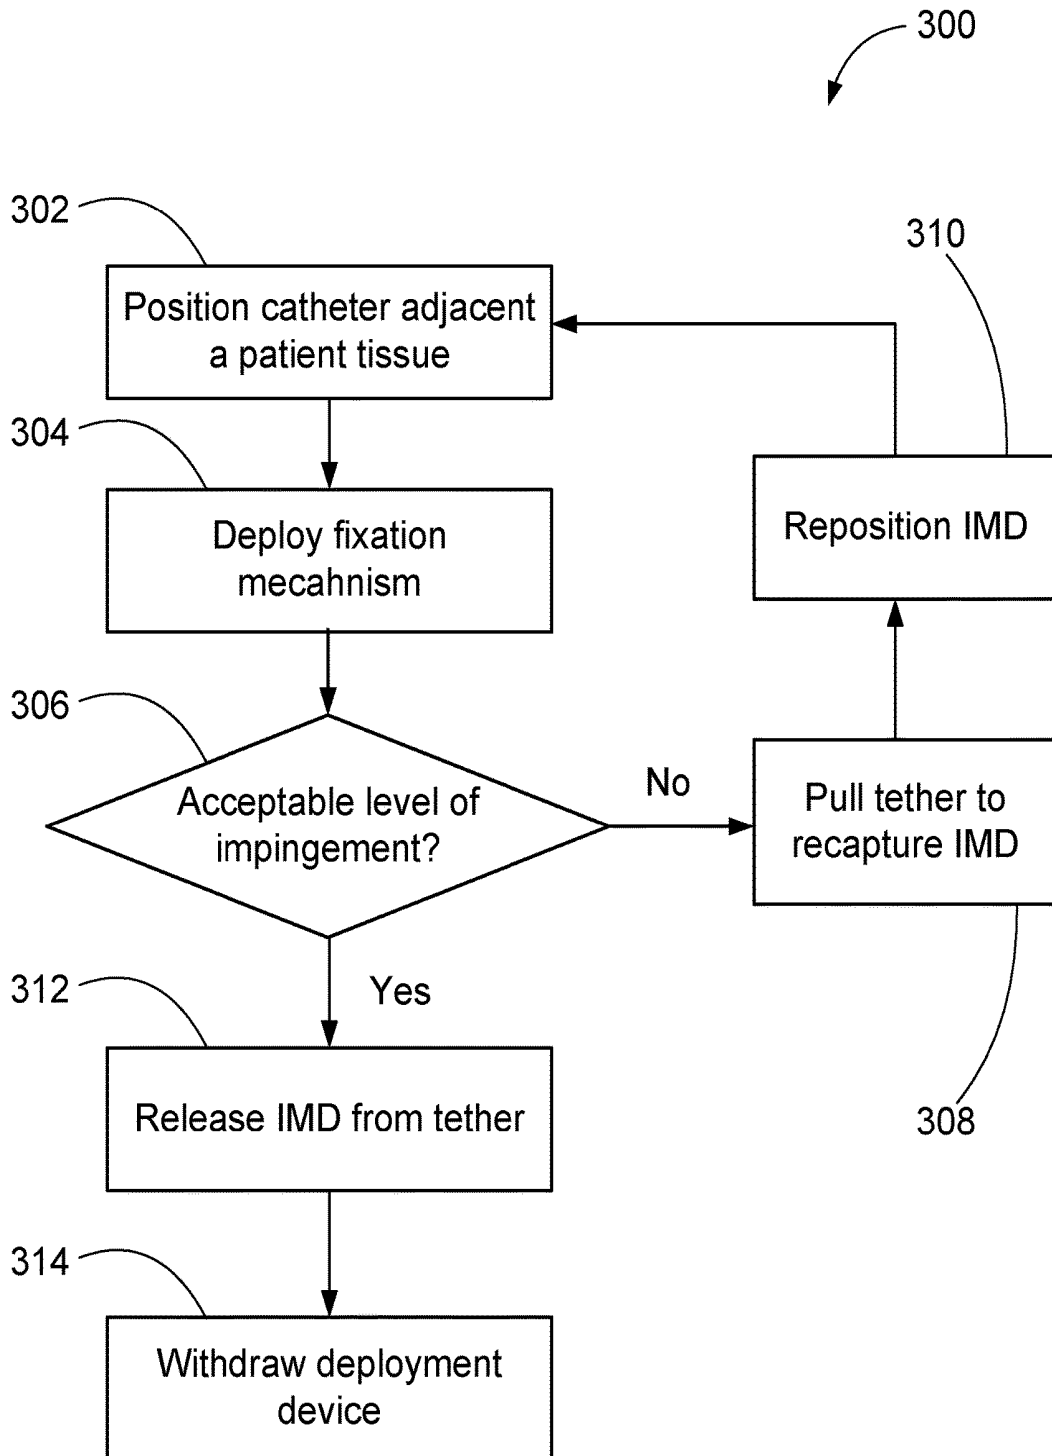 300
302
310
Position catheter adjacent
a patient tissue
304
Deploy fixation
mecahnism
Reposition IMD
306
Acceptable level of
impingement?
No
Pull tether to
recapture IMD
312
Yes
308
Release IMD from tether
314
Withdraw deployment
device